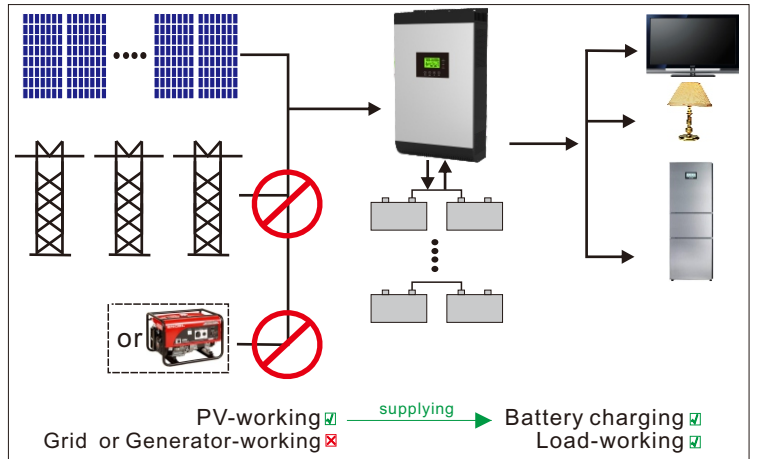 or
PV-working ☑ supplying Battery charging ☑
Grid or Generator-working ☒ Load-working ☑